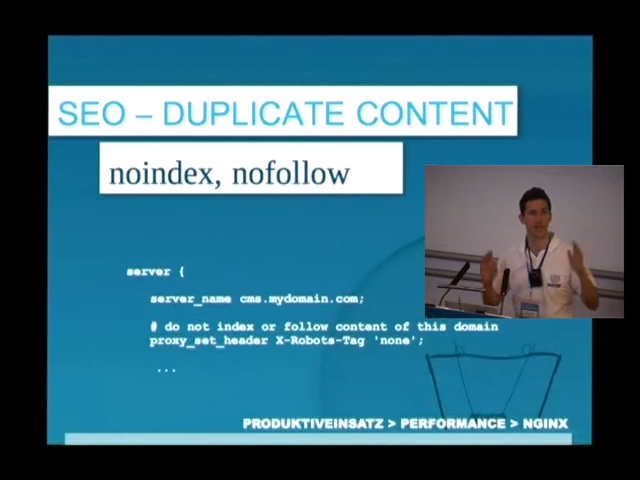 SEO – DUPLICATE CONTENT
noindex, nofollow
server {
server_name cms.mydomain.com;
# do not index or follow content of this domain
proxy_set_header X-Robots-Tag 'none';
...
PRODUKTIVEINSATZ > PERFORMANCE > NGINX